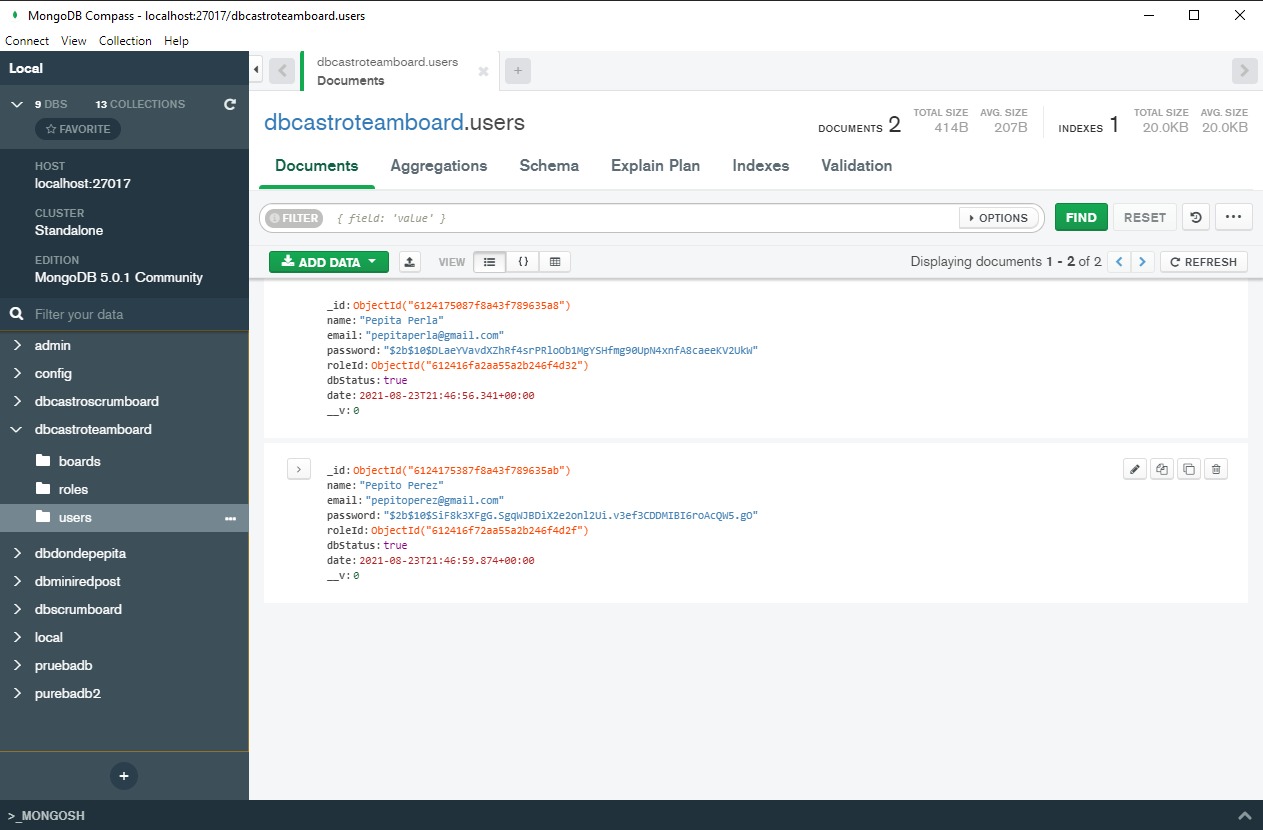 MongoDB Compass - localhost:27017/dbcastroteamboard.users
Connect View Collection Help
Local
9 DBS 13 COLLECTIONS
FAVORITE
HOST
localhost:27017
CLUSTER
Standalone
EDITION
MongoDB 5.0.1 Community
Filter your data
admin
config
dbcastroscrumboard
dbcastroteamboard
boards
roles
users
dbdondepepita
dbminiredpost
dbscrumboard
local
pruebadb
purebadb2
dbcastroteamboard.users
Documents
dbcastroteamboard.users
DOCUMENTS 2 TOTAL SIZE 414B AVG. SIZE 207B INDEXES 1 TOTAL SIZE 20.0KB AVG. SIZE 20.0KB
Documents Aggregations Schema Explain Plan Indexes Validation
FILTER { field: 'value' } OPTIONS FIND RESET
ADD DATA VIEW {} Displaying documents 1 - 2 of 2 REFRESH
_id: ObjectId("6124175087f8a43f789635a8")
name: "Pepita Perla"
email: "pepitaperla@gmail.com"
password: "$2b$10$DLaeYVavdXZhRf4srPRloOb1MgYSHfmg90UpN4xnfA8caeeKV2UkW"
roleId: ObjectId("612416fa2aa55a2b246f4d32")
dbStatus: true
date: 2021-08-23T21:46:56.341+00:00
__v: 0
_id: ObjectId("6124175387f8a43f789635ab")
name: "Pepito Perez"
email: "pepitoperez@gmail.com"
password: "$2b$10$SiF8k3XFgG.SgqWJBDiX2e2onl2Ui.v3ef3CDDMIBI6roAcQW5.gO"
roleId: ObjectId("612416f72aa55a2b246f4d2f")
dbStatus: true
date: 2021-08-23T21:46:59.874+00:00
__v: 0
>_MONGOSH